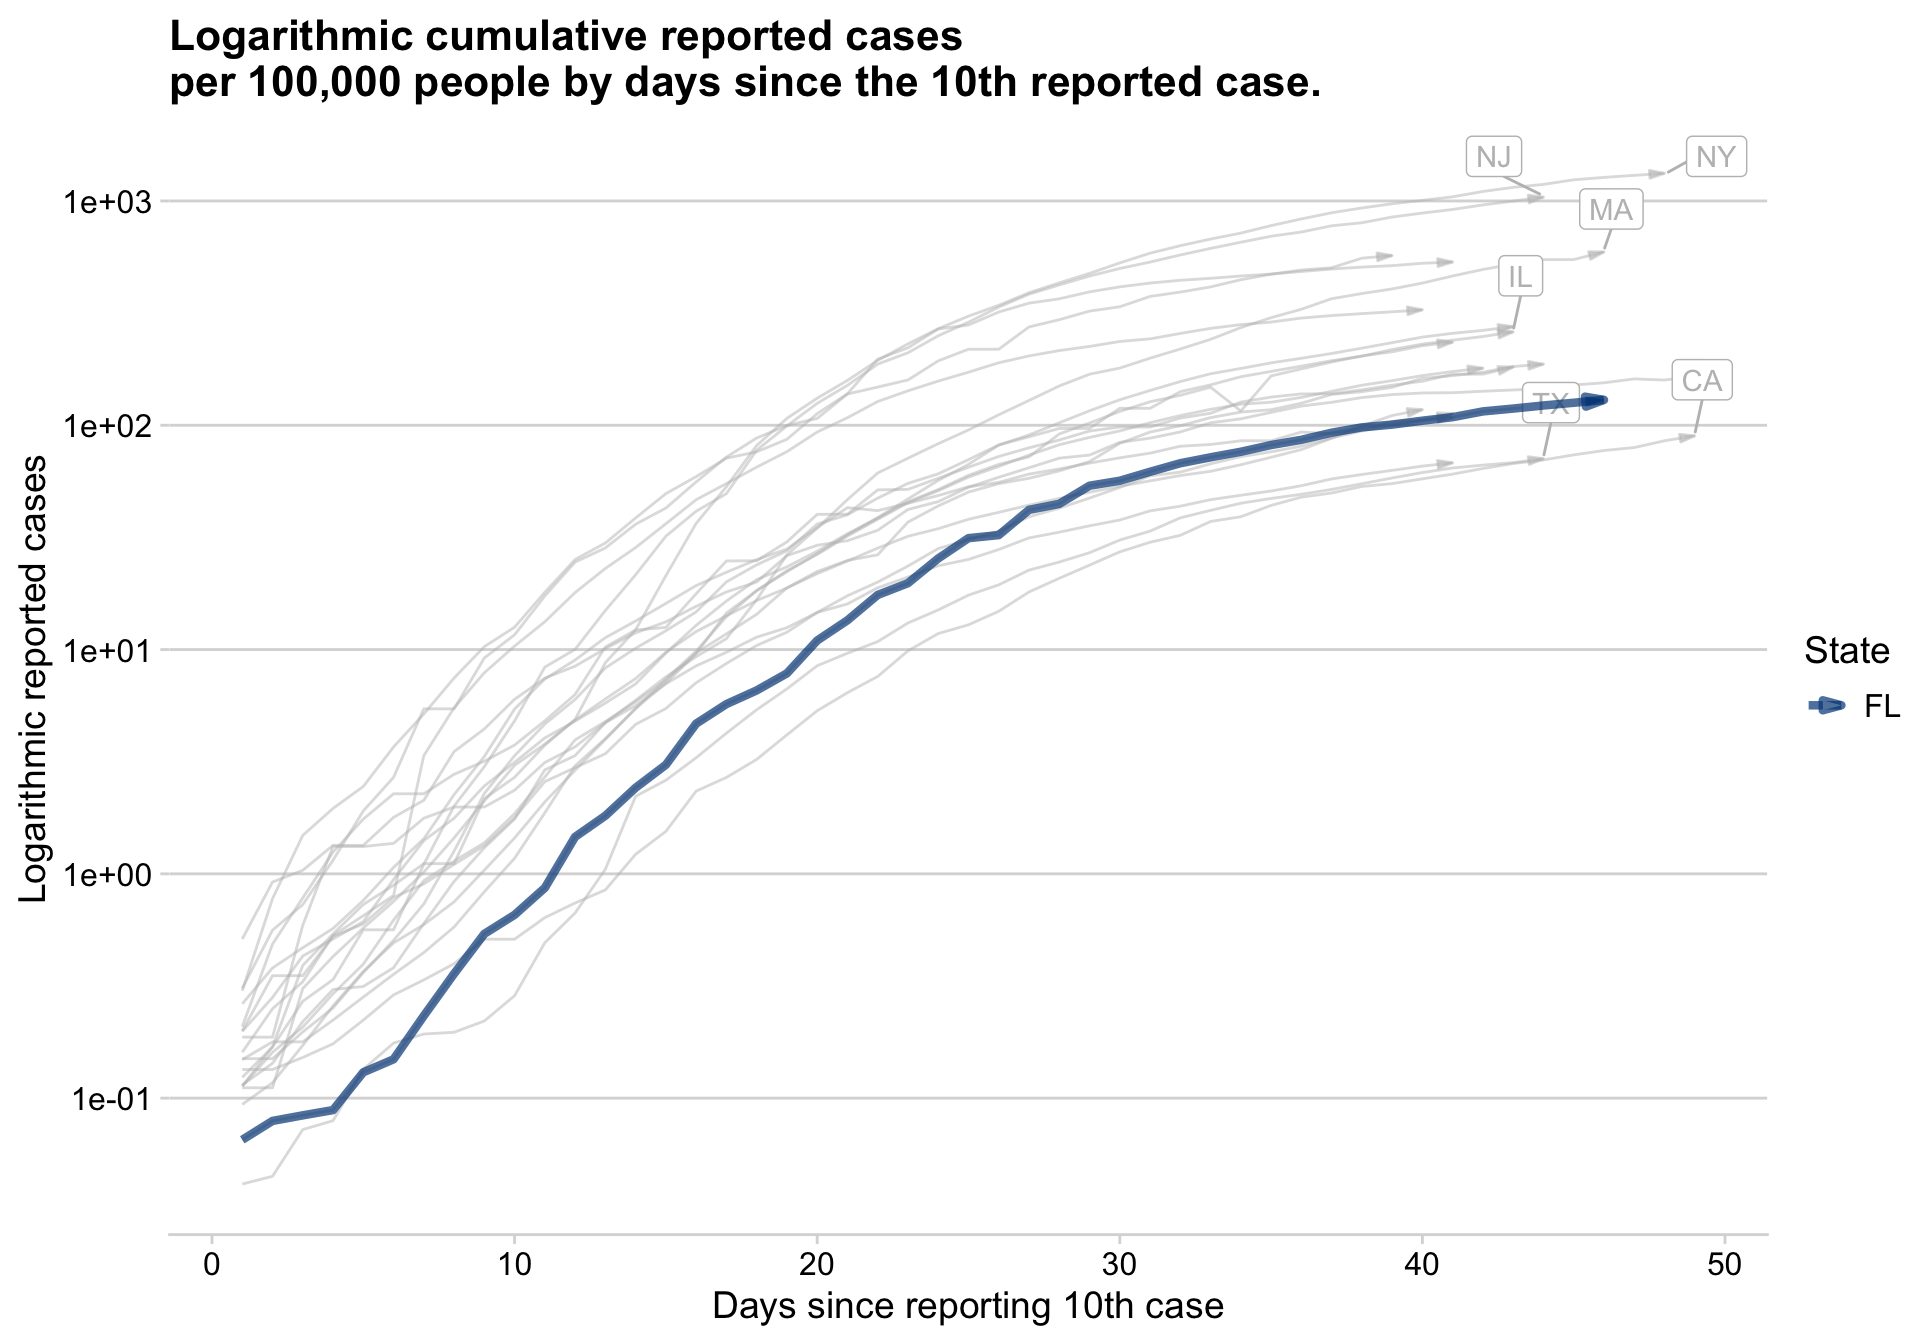 Logarithmic cumulative reported cases
per 100,000 people by days since the 10th reported case.
NJ
NY
1e+03
MA
IL
CA
TX
1e+02
Logarithmic reported cases
1e+01
State
FL
1e+00
1e-01
0 10 20 30 40 50
Days since reporting 10th case